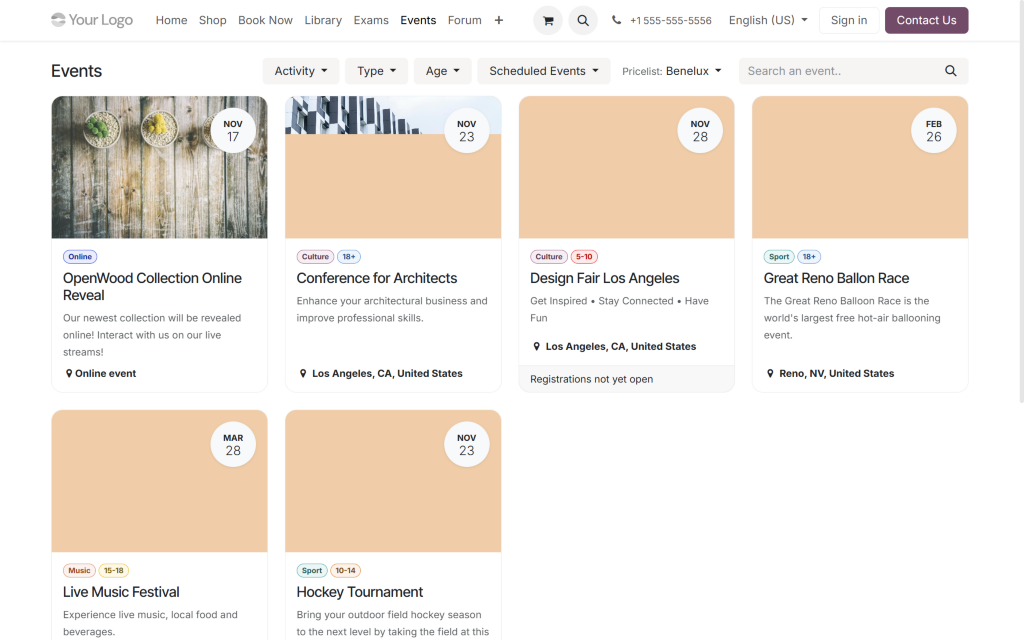 Your Logo
Home Shop Book Now Library Exams Events Forum
+1 555-555-5556
English (US)
Sign in
Contact Us
Events
Activity
Type
Age
Scheduled Events
Pricelist: Benelux
Search an event..
NOV
17
Online
OpenWood Collection Online
Reveal
Our newest collection will be revealed
online! Interact with us on our live
streams!
Online event
NOV
23
Culture 18+
Conference for Architects
Enhance your architectural business and
improve professional skills.
Los Angeles, CA, United States
NOV
28
Culture 5-10
Design Fair Los Angeles
Get Inspired • Stay Connected • Have
Fun
Los Angeles, CA, United States
Registrations not yet open
FEB
26
Sport 18+
Great Reno Ballon Race
The Great Reno Balloon Race is the
world's largest free hot-air ballooning
event.
Reno, NV, United States
MAR
28
Music 15-18
Live Music Festival
Experience live music, local food and
beverages.
NOV
23
Sport 10-14
Hockey Tournament
Bring your outdoor field hockey season
to the next level by taking the field at this